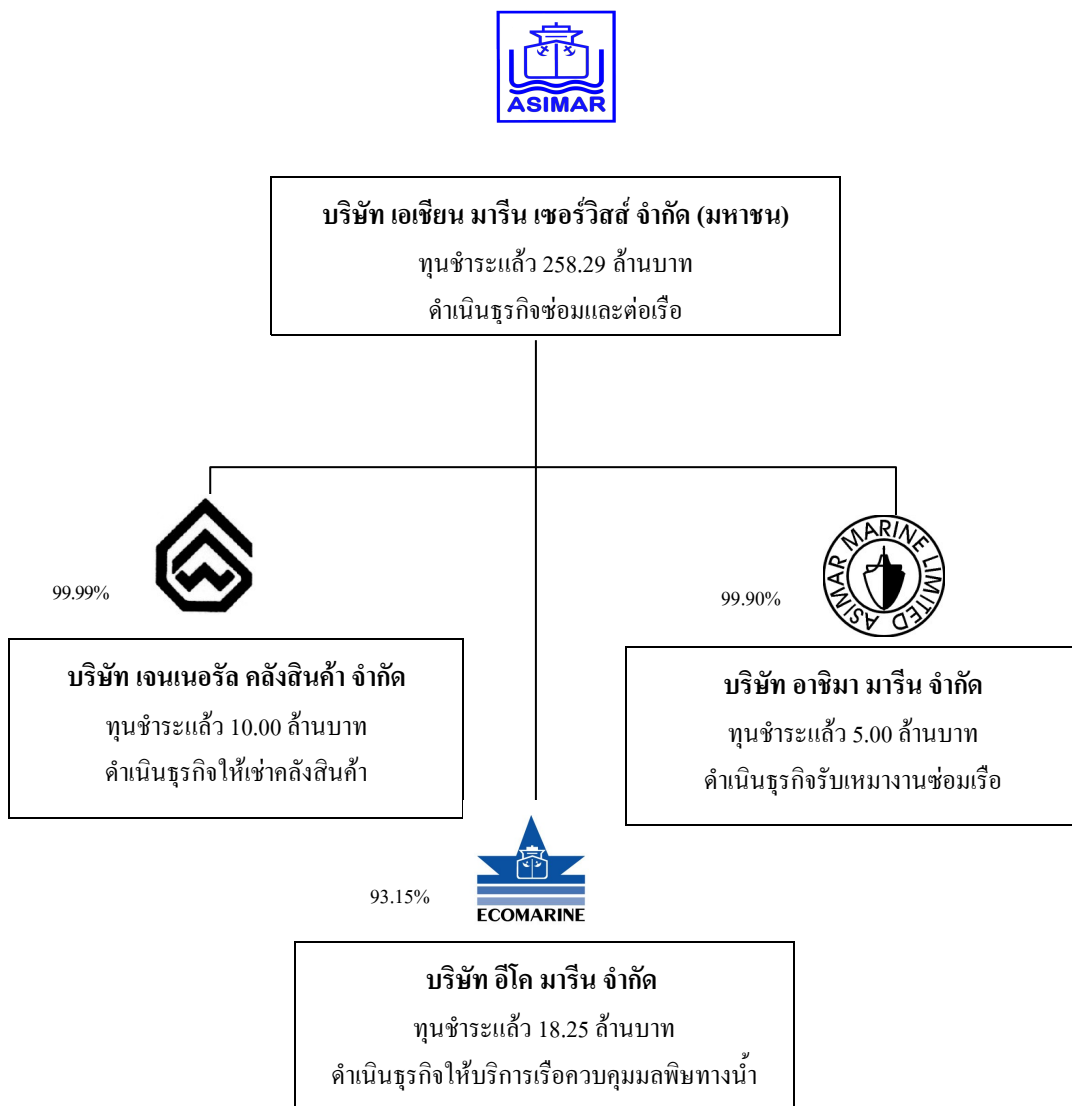 ASIMAR
บริษัท เอเชียน มารีน เซอร์วิสส์ จำกัด (มหาชน)
ทุนชำระแล้ว 258.29 ล้านบาท
ดำเนินธุรกิจซ่อมและต่อเรือ
99.99%
บริษัท เจนเนอรัล คลังสินค้า จำกัด
ทุนชำระแล้ว 10.00 ล้านบาท
ดำเนินธุรกิจให้เช่าคลังสินค้า
ASIMAR MARINE LIMITED
99.90%
บริษัท อาชิมา มารีน จำกัด
ทุนชำระแล้ว 5.00 ล้านบาท
ดำเนินธุรกิจรับเหมางานซ่อมเรือ
93.15%
ECOMARINE
บริษัท อีโค มารีน จำกัด
ทุนชำระแล้ว 18.25 ล้านบาท
ดำเนินธุรกิจให้บริการเรือควบคุมมลพิษทางน้ำ